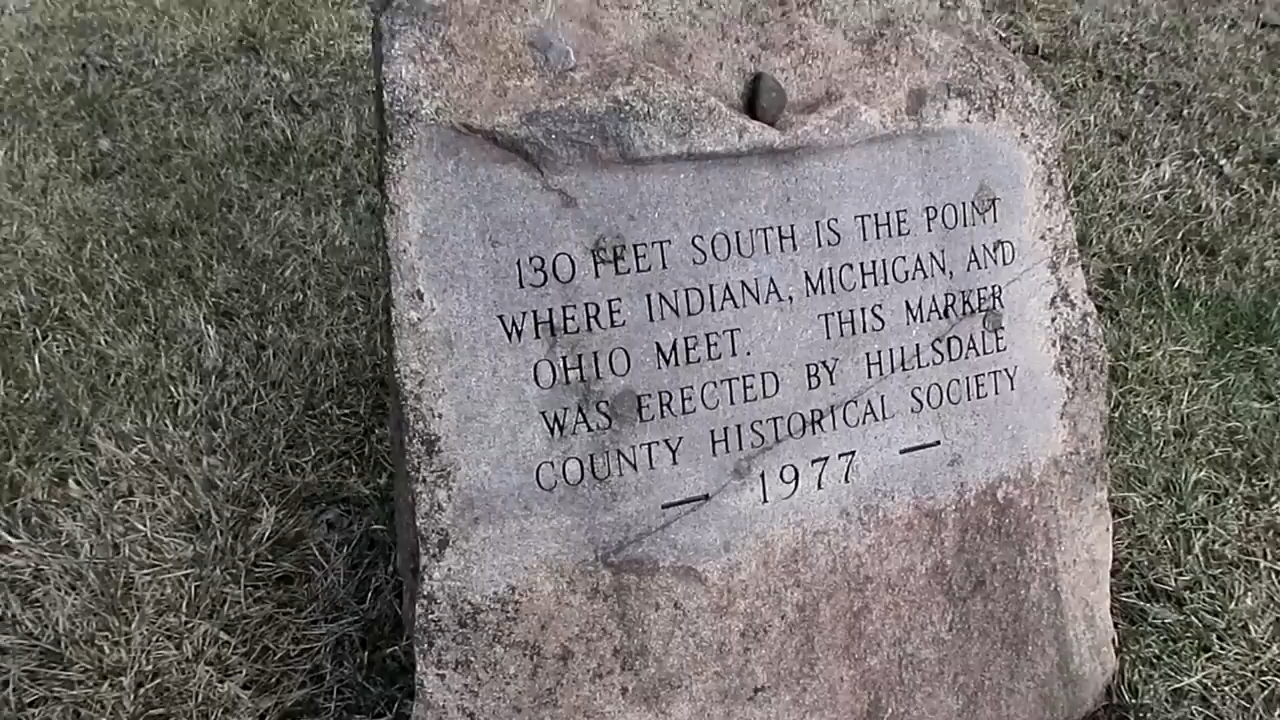 130 FEET SOUTH IS THE POINT
WHERE INDIANA, MICHIGAN, AND
OHIO MEET. THIS MARKER
WAS ERECTED BY HILLSDALE
COUNTY HISTORICAL SOCIETY
— 1977 —